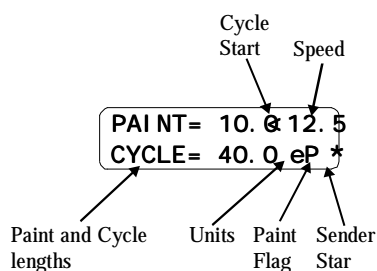 Cycle
Start Speed
PAINT= 10.0<12.5
CYCLE= 40.0 eP *
Paint and Cycle Units Paint Sender
lengths Flag Star